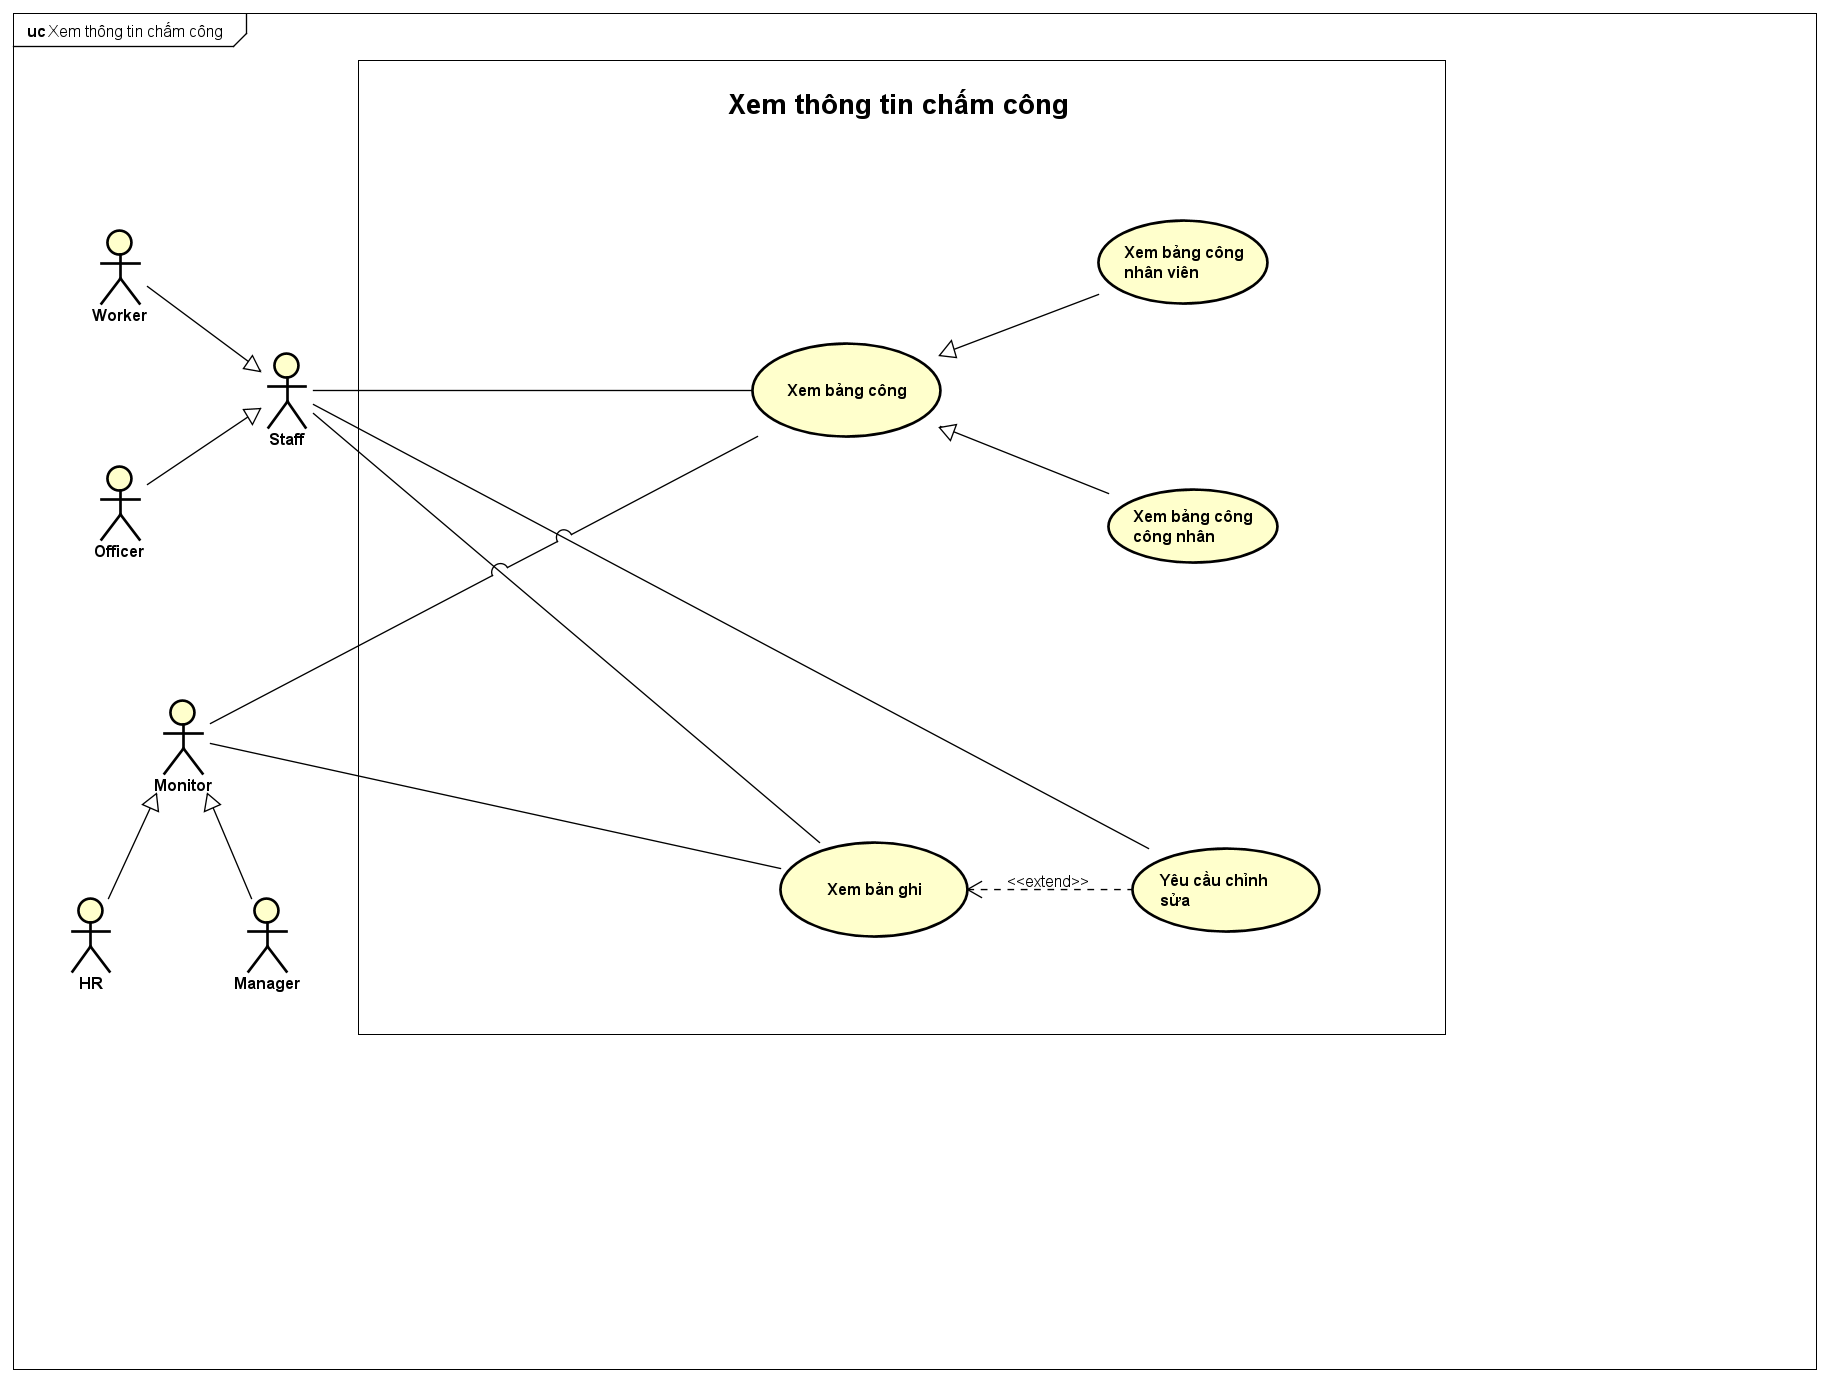 uc Xem thông tin chấm công
Xem thông tin chấm công
Worker
Staff
Officer
Monitor
HR
Manager
Xem bảng công
Xem bảng công
nhân viên
Xem bảng công
công nhân
Xem bản ghi
<<extend>>
Yêu cầu chỉnh
sửa